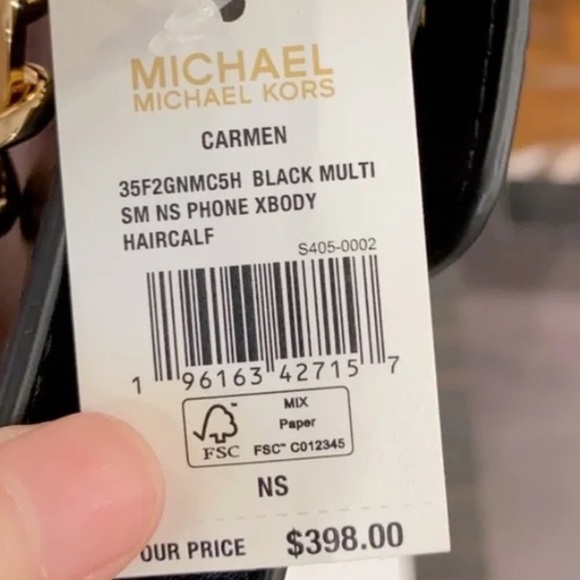 MICHAEL
MICHAEL KORS
CARMEN
35F2GNMC5H BLACK MULTI
SM NS PHONE XBODY
HAIRCALF
S405-0002
1 96163 42715 7
MIX
Paper
FSC™ C012345
FSC
NS
OUR PRICE $398.00